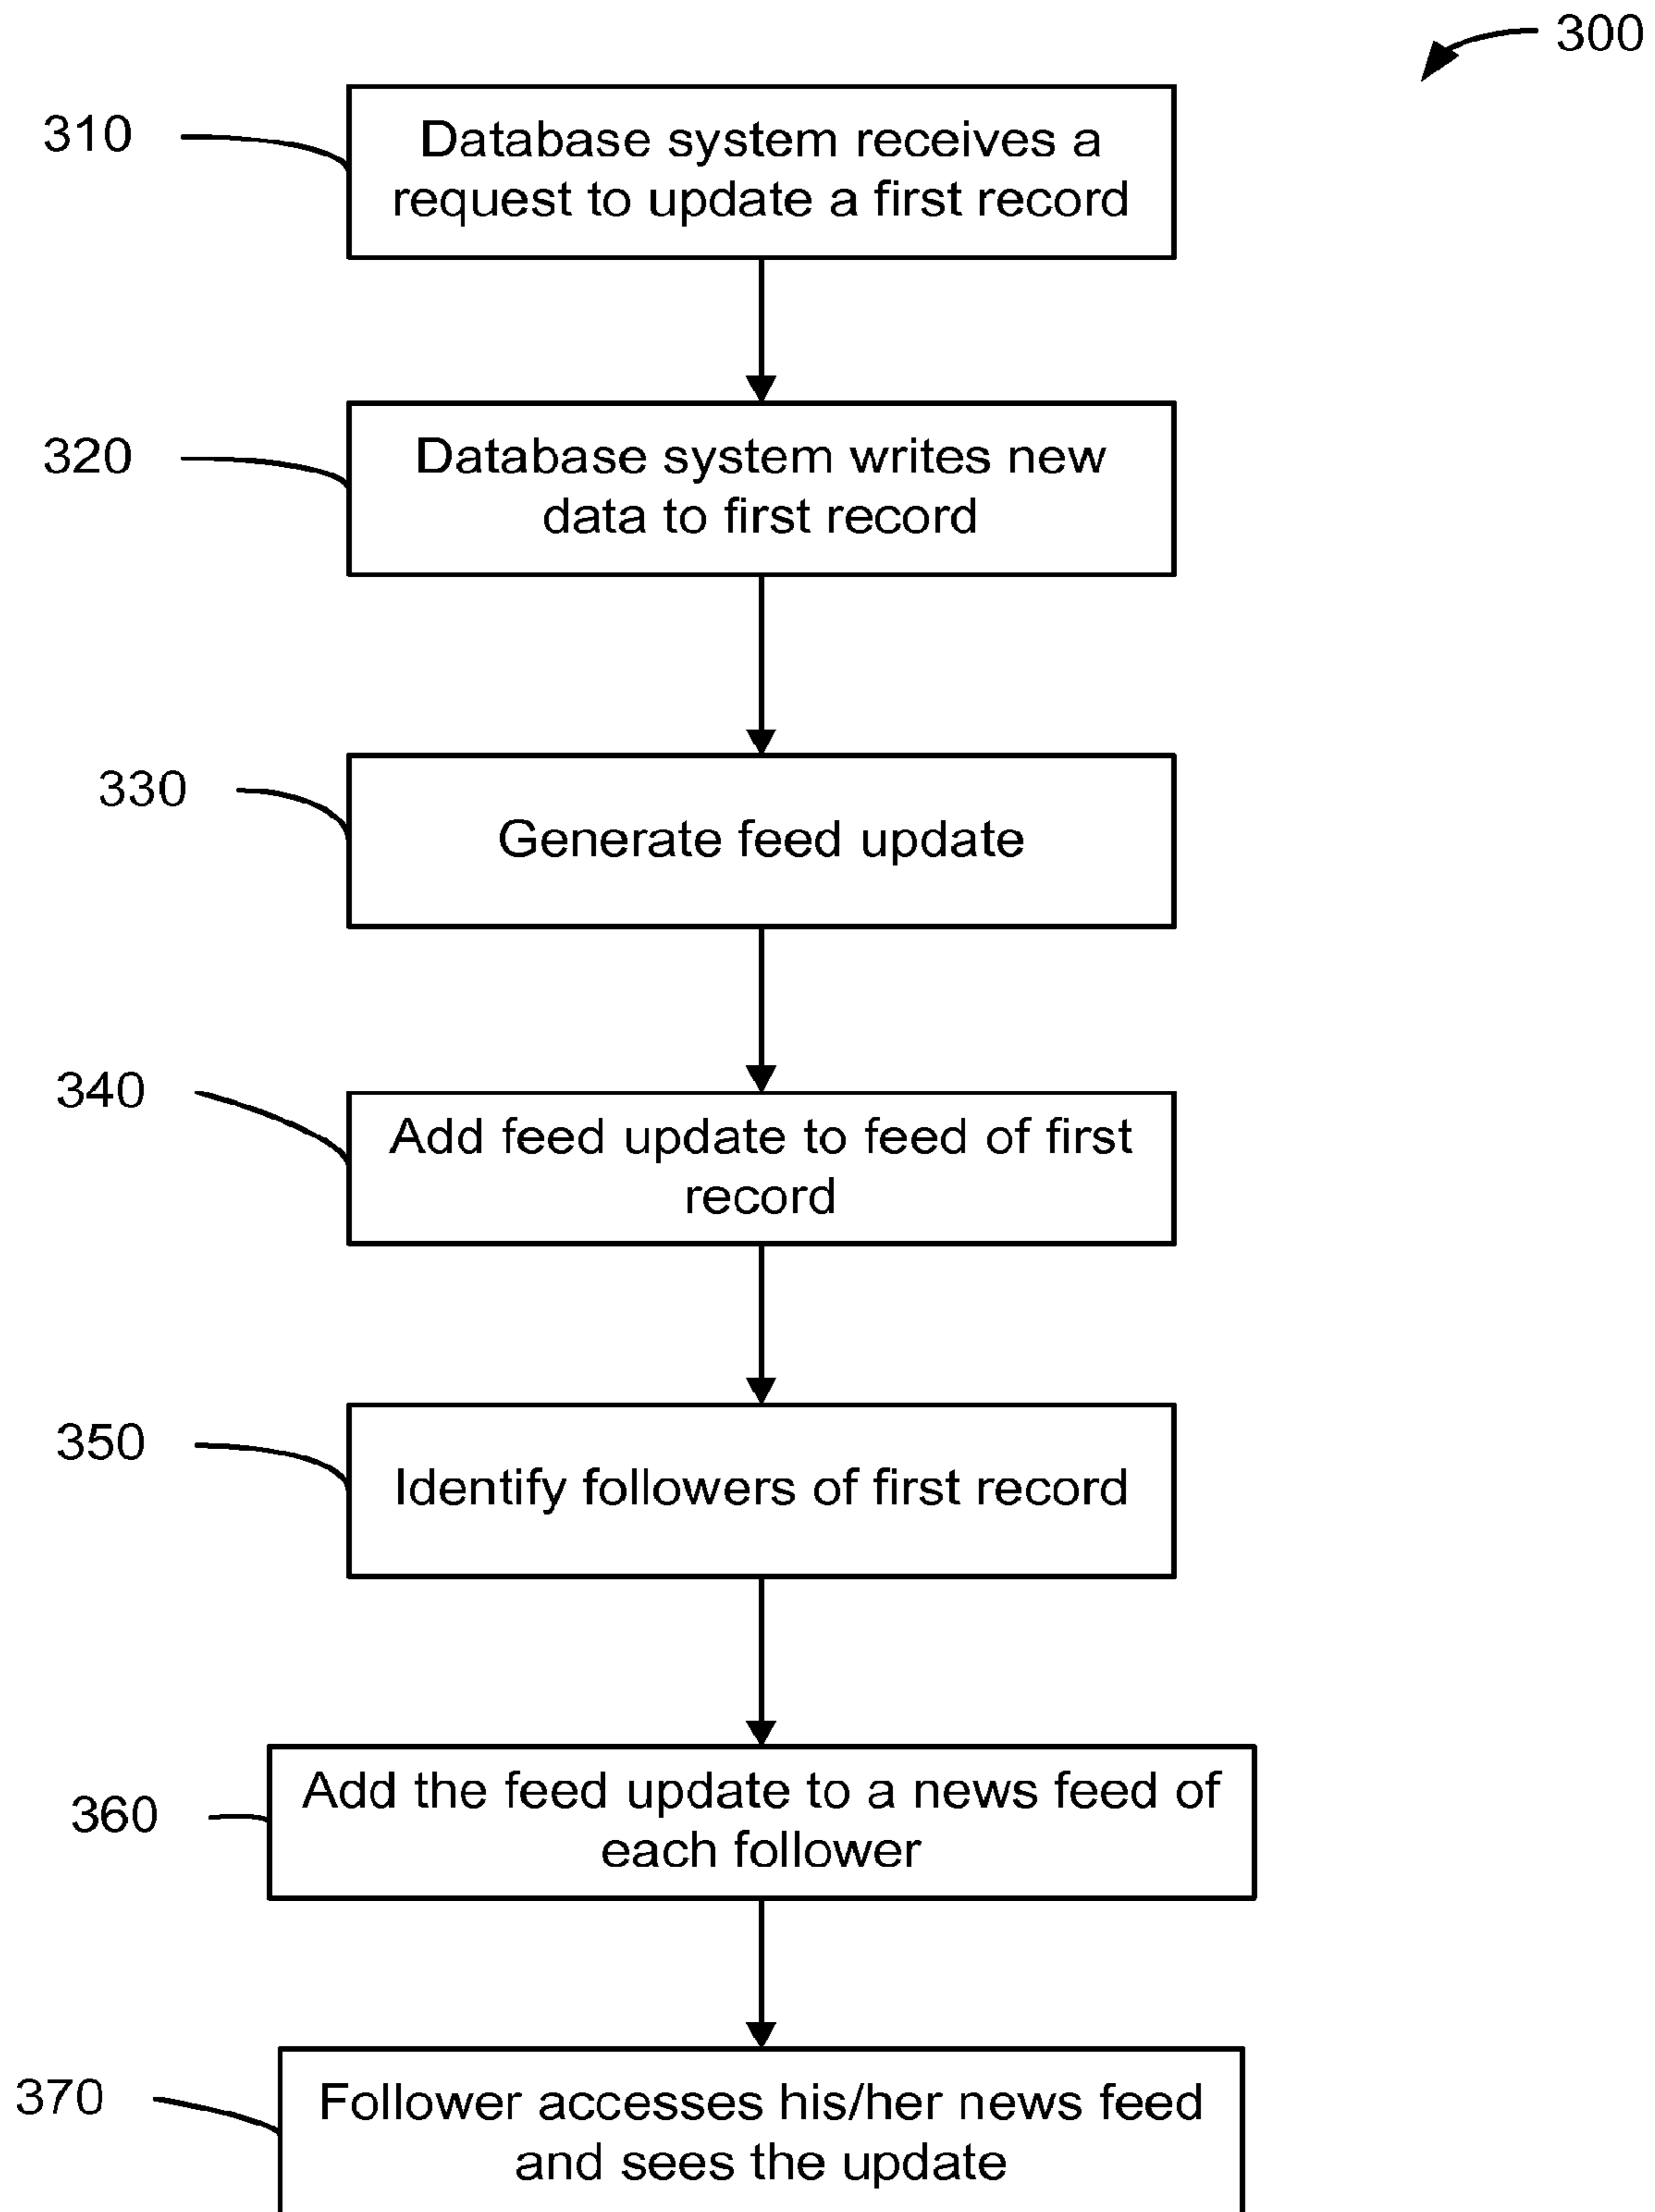 300
310
Database system receives a
request to update a first record
320
Database system writes new
data to first record
330
Generate feed update
340
Add feed update to feed of first
record
350
Identify followers of first record
360
Add the feed update to a news feed of
each follower
370
Follower accesses his/her news feed
and sees the update